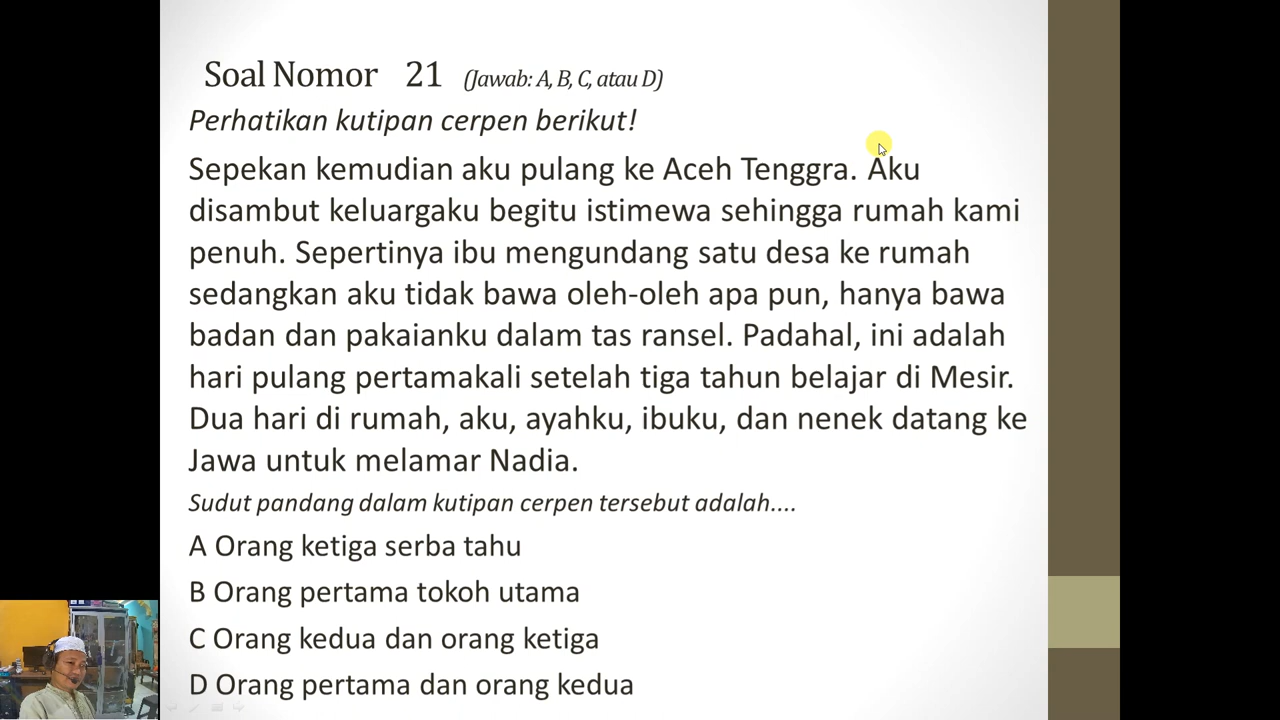 Soal Nomor 21 (Jawab: A, B, C, atau D)
Perhatikan kutipan cerpen berikut!
Sepekan kemudian aku pulang ke Aceh Tenggra. Aku
disambut keluargaku begitu istimewa sehingga rumah kami
penuh. Sepertinya ibu mengundang satu desa ke rumah
sedangkan aku tidak bawa oleh-oleh apa pun, hanya bawa
badan dan pakaianku dalam tas ransel. Padahal, ini adalah
hari pulang pertamakali setelah tiga tahun belajar di Mesir.
Dua hari di rumah, aku, ayahku, ibuku, dan nenek datang ke
Jawa untuk melamar Nadia.
Sudut pandang dalam kutipan cerpen tersebut adalah....
A Orang ketiga serba tahu
B Orang pertama tokoh utama
C Orang kedua dan orang ketiga
D Orang pertama dan orang kedua